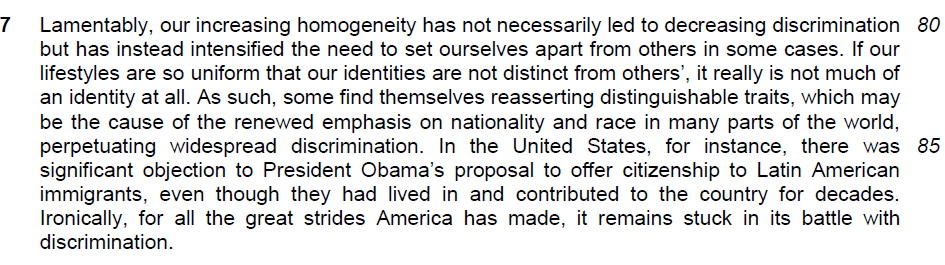 7 Lamentably, our increasing homogeneity has not necessarily led to decreasing discrimination 80
but has instead intensified the need to set ourselves apart from others in some cases. If our
lifestyles are so uniform that our identities are not distinct from others’, it really is not much of
an identity at all. As such, some find themselves reasserting distinguishable traits, which may
be the cause of the renewed emphasis on nationality and race in many parts of the world,
perpetuating widespread discrimination. In the United States, for instance, there was 85
significant objection to President Obama’s proposal to offer citizenship to Latin American
immigrants, even though they had lived in and contributed to the country for decades.
Ironically, for all the great strides America has made, it remains stuck in its battle with
discrimination.